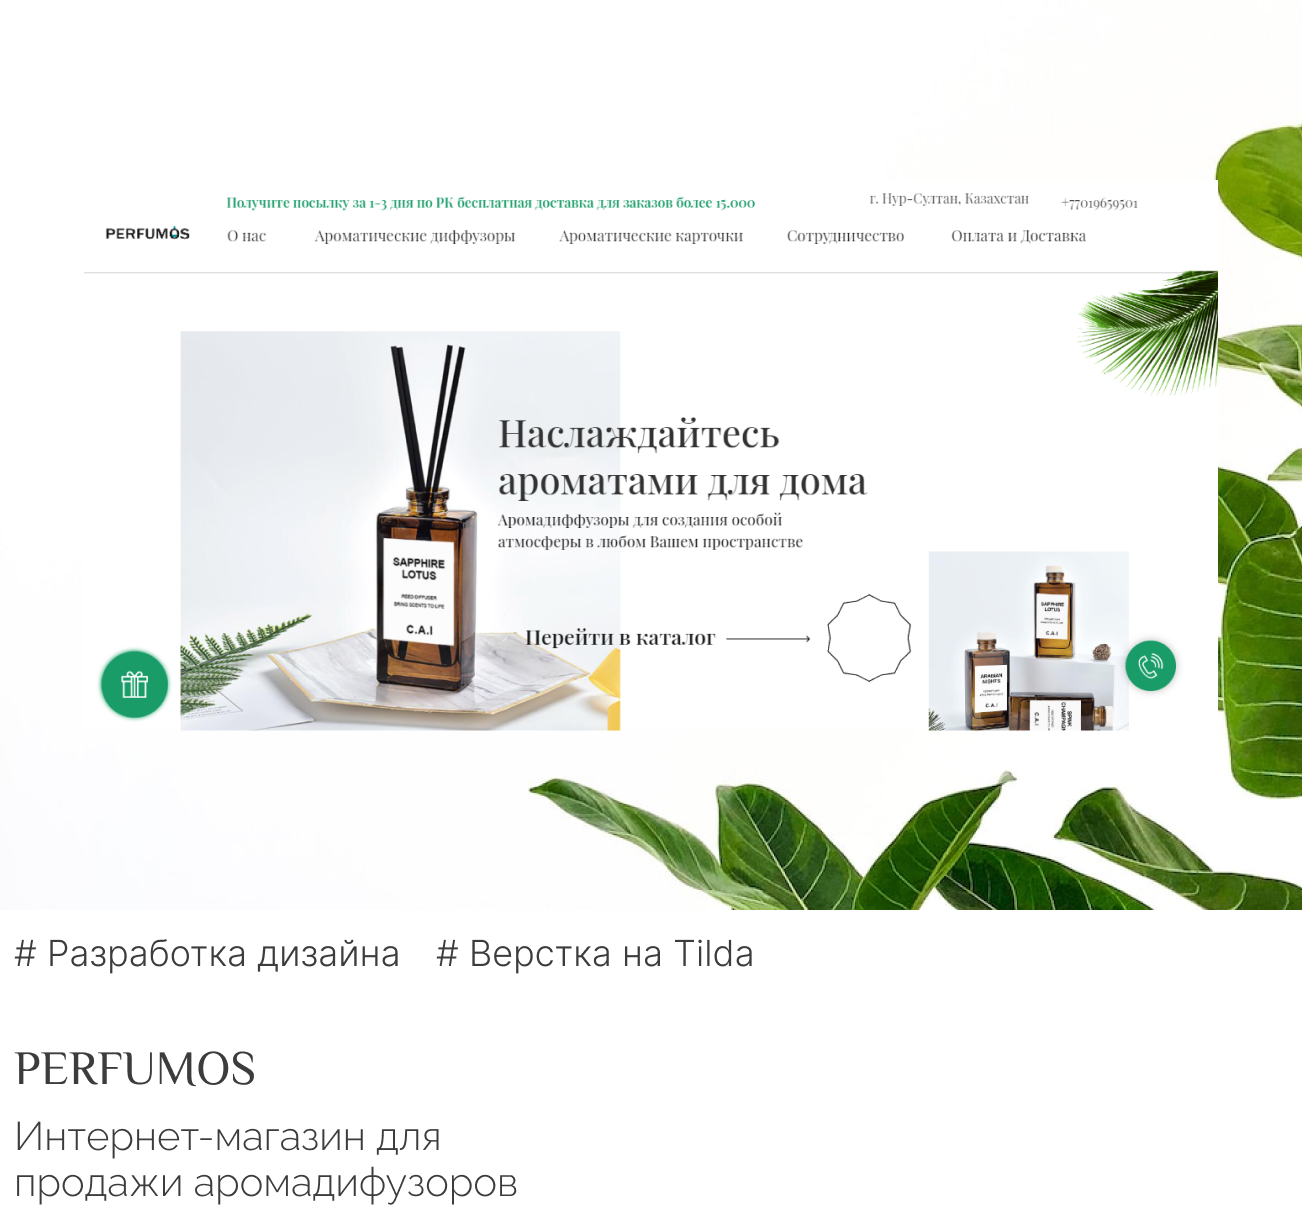 Получите посылку за 1-3 дня по РК бесплатная доставка для заказов более 15.000
г. Нур-Султан, Казахстан
+77019659501
PERFUMOS
О нас
Ароматические диффузоры
Ароматические карточки
Сотрудничество
Оплата и Доставка
Наслаждайтесь
ароматами для дома
Аромадиффузоры для создания особой
атмосферы в любом Вашем пространстве
SAPPHIRE
LOTUS
REED DIFFUSER
BRING SCENTS TO LIFE
C.A.I
Перейти в каталог
SAPPHIRE
LOTUS
C.A.I
ARABIAN
NIGHTS
C.A.I
C.A.I
# Разработка дизайна
# Верстка на Tilda
PERFUMOS
Интернет-магазин для
продажи аромадифузоров